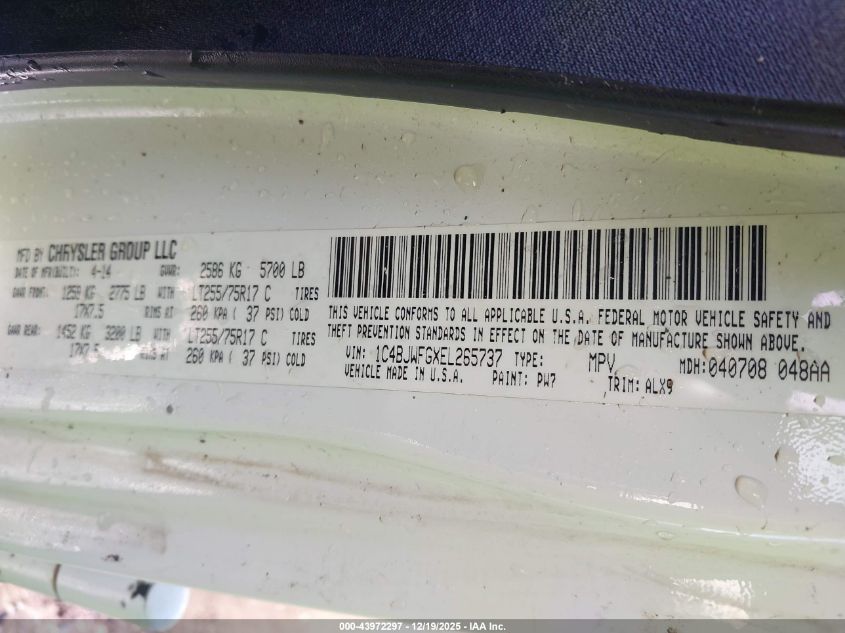 MFD BY CHRYSLER GROUP LLC
DATE OF MFR(BUILT): 4-14 GVWR: 2586 KG 5700 LB
GAWR FRONT: 1259 KG 2775 LB WITH LT255/75R17 C TIRES
17X7.5 RIMS AT 260 KPA ( 37 PSI) COLD
GAWR REAR: 1452 KG 3200 LB WITH LT255/75R17 C TIRES
17X7.5 RIMS AT 260 KPA ( 37 PSI) COLD
THIS VEHICLE CONFORMS TO ALL APPLICABLE U.S.A. FEDERAL MOTOR VEHICLE SAFETY AND
THEFT PREVENTION STANDARDS IN EFFECT ON THE DATE OF MANUFACTURE SHOWN ABOVE.
VIN: 1C4BJWFGXEL265737 TYPE: MPV MDH:040708 048AA
VEHICLE MADE IN U.S.A. PAINT: PW7 TRIM: ALX9
000-43972297 - 12/19/2025 - IAA Inc.